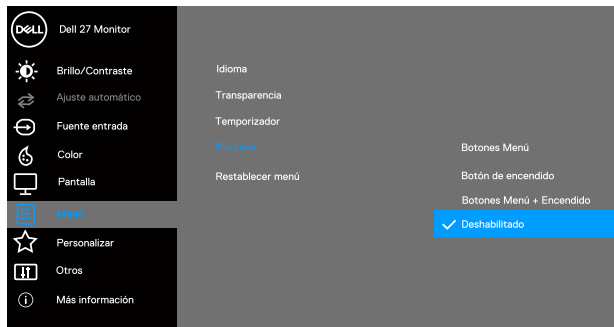 DELL
Dell 27 Monitor
Brillo/Contraste
Ajuste automático
Fuente entrada
Color
Pantalla
Menú
Personalizar
Otros
Más información
Idioma
Transparencia
Temporizador
Bloqueo
Restablecer menú
Botones Menú
Botón de encendido
Botones Menú + Encendido
Deshabilitado